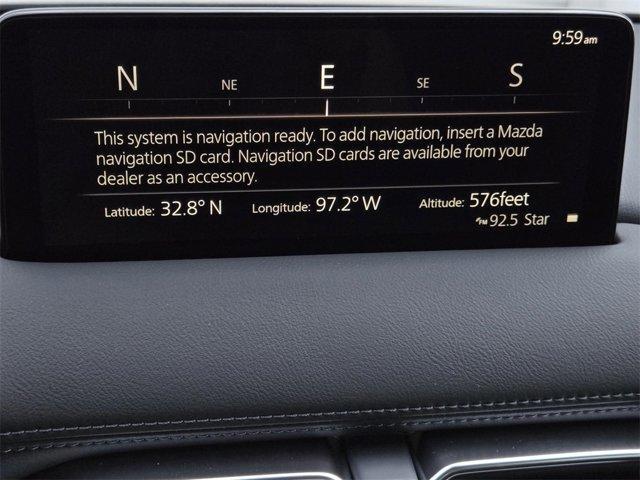 9:59am
N NE E SE S
This system is navigation ready. To add navigation, insert a Mazda
navigation SD card. Navigation SD cards are available from your
dealer as an accessory.
Latitude: 32.8° N Longitude: 97.2° W Altitude: 576feet
FM 92.5 Star